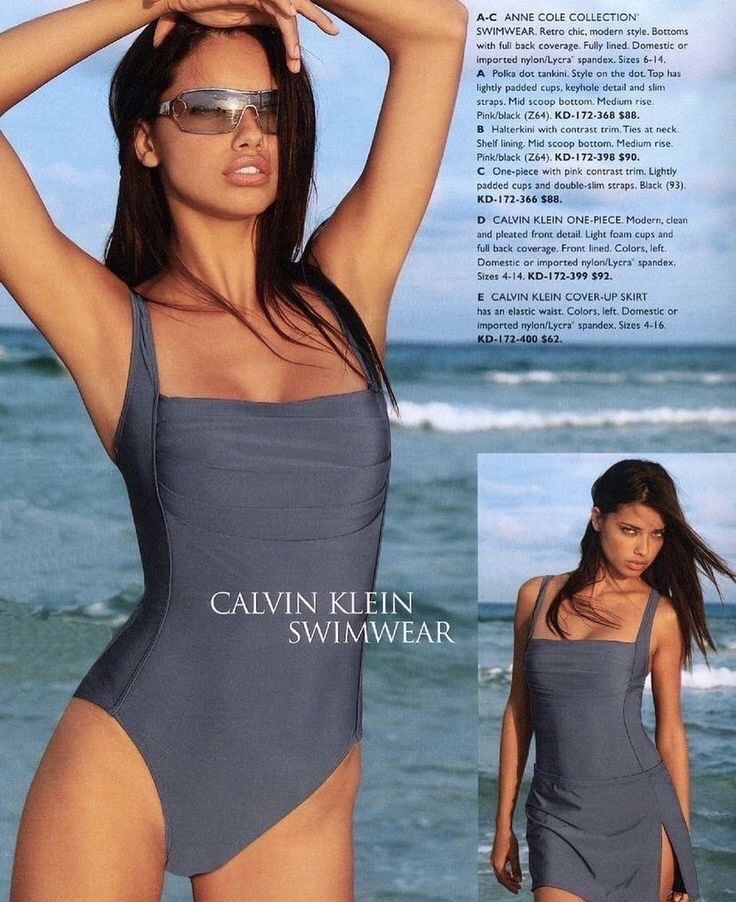 A-C ANNE COLE COLLECTION®
SWIMWEAR. Retro chic, modern style. Bottoms
with full back coverage. Fully lined. Domestic or
imported nylon/Lycra® spandex. Sizes 6-14.
A Polka dot tankini. Style on the dot. Top has
lightly padded cups, keyhole detail and slim
straps. Mid scoop bottom. Medium rise.
Pink/black (Z64). KD-172-368 $88.
B Halterkini with contrast trim. Ties at neck.
Shelf lining. Mid scoop bottom. Medium rise.
Pink/black (Z64). KD-172-398 $90.
C One-piece with pink contrast trim. Lightly
padded cups and double-slim straps. Black (93).
KD-172-366 $88.
D CALVIN KLEIN ONE-PIECE. Modern, clean
and pleated front detail. Light foam cups and
full back coverage. Front lined. Colors, left.
Domestic or imported nylon/Lycra® spandex.
Sizes 4-14. KD-172-399 $92.
E CALVIN KLEIN COVER-UP SKIRT
has an elastic waist. Colors, left. Domestic or
imported nylon/Lycra® spandex. Sizes 4-16.
KD-172-400 $62.
CALVIN KLEIN
SWIMWEAR